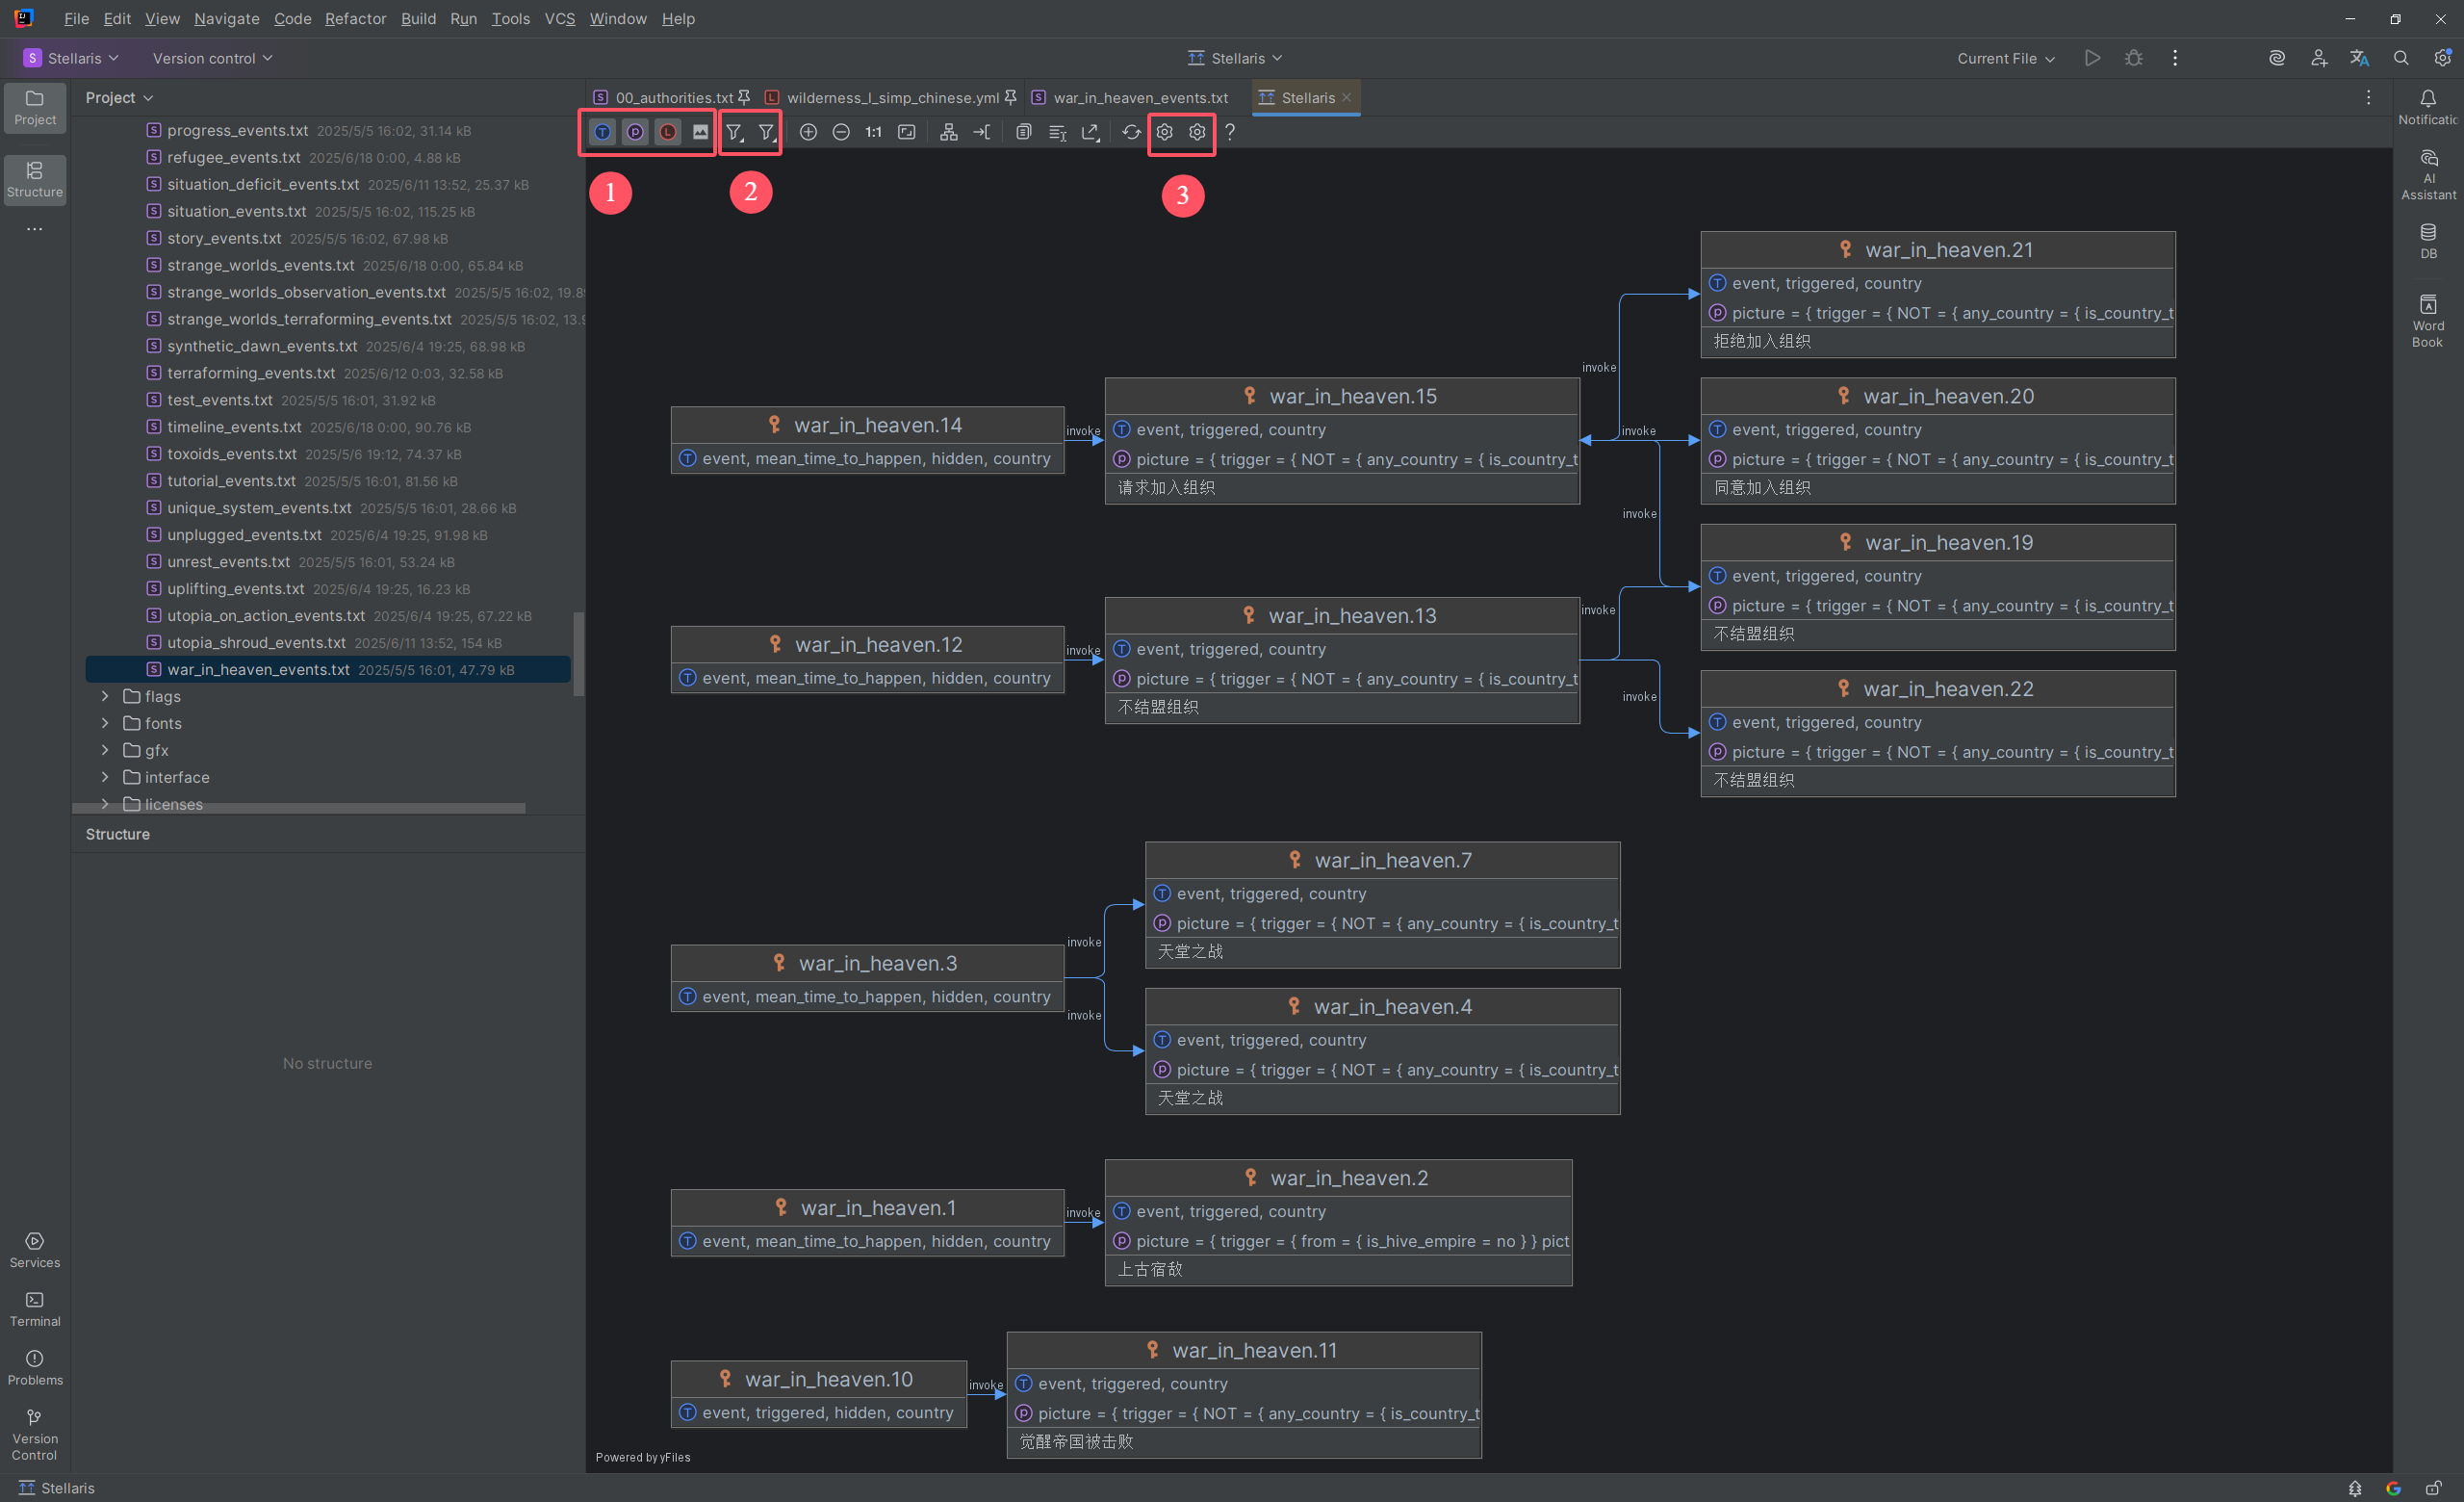 File Edit View Navigate Code Refactor Build Run Tools VCS Window Help
S Stellaris Version control Stellaris Current File
Project
00_authorities.txt wilderness_l_simp_chinese.yml war_in_heaven_events.txt Stellaris
1:1 ?
1 2 3
Project
Structure
progress_events.txt 2025/5/5 16:02, 31.14 kB
refugee_events.txt 2025/6/18 0:00, 4.88 kB
situation_deficit_events.txt 2025/6/11 13:52, 25.37 kB
situation_events.txt 2025/5/5 16:02, 115.25 kB
story_events.txt 2025/5/5 16:02, 67.98 kB
strange_worlds_events.txt 2025/6/18 0:00, 65.84 kB
strange_worlds_observation_events.txt 2025/5/5 16:02, 19.8
strange_worlds_terraforming_events.txt 2025/5/5 16:02, 13.
synthetic_dawn_events.txt 2025/6/4 19:25, 68.98 kB
terraforming_events.txt 2025/6/12 0:03, 32.58 kB
test_events.txt 2025/5/5 16:01, 31.92 kB
timeline_events.txt 2025/6/18 0:00, 90.76 kB
toxoids_events.txt 2025/5/6 19:12, 74.37 kB
tutorial_events.txt 2025/5/5 16:01, 81.56 kB
unique_system_events.txt 2025/5/5 16:01, 28.66 kB
unplugged_events.txt 2025/6/4 19:25, 91.98 kB
unrest_events.txt 2025/5/5 16:01, 53.24 kB
uplifting_events.txt 2025/6/4 19:25, 16.23 kB
utopia_on_action_events.txt 2025/6/4 19:25, 67.22 kB
utopia_shroud_events.txt 2025/6/11 13:52, 154 kB
war_in_heaven_events.txt 2025/5/5 16:01, 47.79 kB
flags
fonts
gfx
interface
licenses
Structure
No structure
Services
Terminal
Problems
Version
Control
war_in_heaven.21
event, triggered, country
picture = { trigger = { NOT = { any_country = { is_country_t
拒绝加入组织
invoke
war_in_heaven.14
event, mean_time_to_happen, hidden, country
invoke
war_in_heaven.15
event, triggered, country
picture = { trigger = { NOT = { any_country = { is_country_t
请求加入组织
invoke
war_in_heaven.20
event, triggered, country
picture = { trigger = { NOT = { any_country = { is_country_t
同意加入组织
invoke
war_in_heaven.19
event, triggered, country
picture = { trigger = { NOT = { any_country = { is_country_t
不结盟组织
war_in_heaven.12
event, mean_time_to_happen, hidden, country
invoke
war_in_heaven.13
event, triggered, country
picture = { trigger = { NOT = { any_country = { is_country_t
不结盟组织
invoke
invoke
war_in_heaven.22
event, triggered, country
picture = { trigger = { NOT = { any_country = { is_country_t
不结盟组织
war_in_heaven.7
event, triggered, country
picture = { trigger = { NOT = { any_country = { is_country_t
天堂之战
invoke
war_in_heaven.3
event, mean_time_to_happen, hidden, country
invoke
war_in_heaven.4
event, triggered, country
picture = { trigger = { NOT = { any_country = { is_country_t
天堂之战
war_in_heaven.1
event, mean_time_to_happen, hidden, country
invoke
war_in_heaven.2
event, triggered, country
picture = { trigger = { from = { is_hive_empire = no } } pict
上古宿敌
war_in_heaven.10
event, triggered, hidden, country
invoke
war_in_heaven.11
event, triggered, country
picture = { trigger = { NOT = { any_country = { is_country_t
觉醒帝国被击败
Powered by yFiles
Notificatio
AI
Assistant
DB
Word
Book
Stellaris